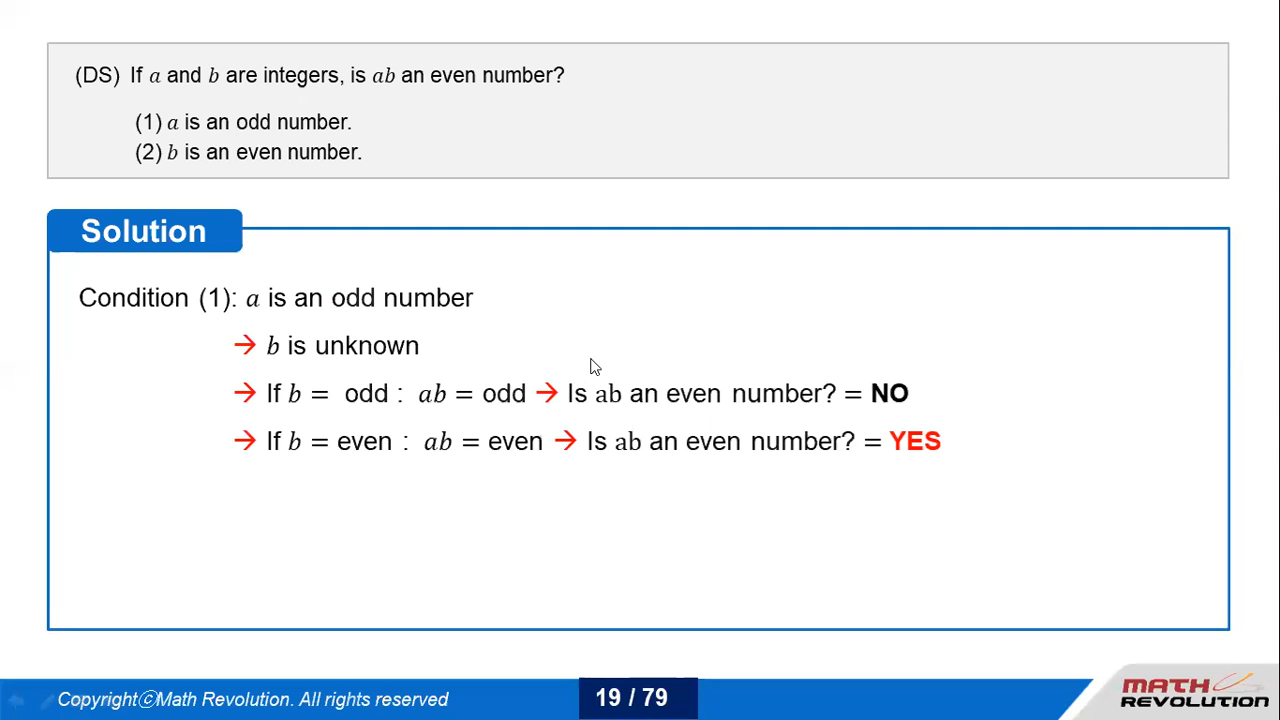 (DS) If a and b are integers, is ab an even number?
(1) a is an odd number.
(2) b is an even number.
Solution
Condition (1): a is an odd number
→ b is unknown
→ If b = odd : ab = odd → Is ab an even number? = NO
→ If b = even : ab = even → Is ab an even number? = YES
CopyrightⓒMath Revolution. All rights reserved
19 / 79
MATH
REVOLUTION